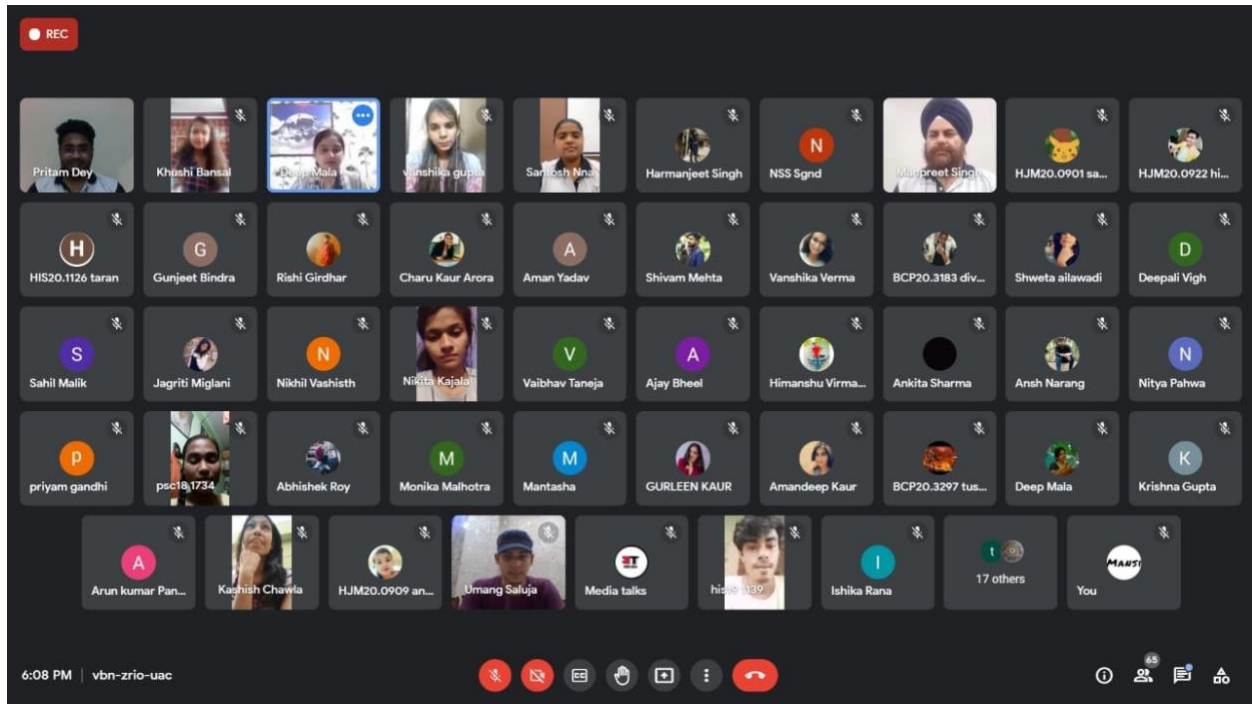 REC
Pritam Dey
Khushi Bansal
Deep Mala
vanshika gupta
Santosh Nna
Harmanjeet Singh
N
NSS Sgnd
Manpreet Singh
HJM20.0901 sa...
HJM20.0922 hi...
H
HIS20.1126 taran
G
Gunjeet Bindra
Rishi Girdhar
Charu Kaur Arora
A
Aman Yadav
Shivam Mehta
Vanshika Verma
BCP20.3183 div...
Shweta ailawadi
D
Deepali Vigh
S
Sahil Malik
Jagriti Miglani
N
Nikhil Vashisth
Nikita Kajala
V
Vaibhav Taneja
A
Ajay Bheel
Himanshu Virma...
Ankita Sharma
Ansh Narang
N
Nitya Pahwa
p
priyam gandhi
psc18 1734
Abhishek Roy
M
Monika Malhotra
M
Mantasha
GURLEEN KAUR
Amandeep Kaur
BCP20.3297 tus...
Deep Mala
K
Krishna Gupta
A
Arun kumar Pan...
Kashish Chawla
HJM20.0909 an...
Umang Saluja
Media talks
I
Ishika Rana
t
17 others
MANSI
You
6:08 PM | vbn-zrio-uac
CC
65